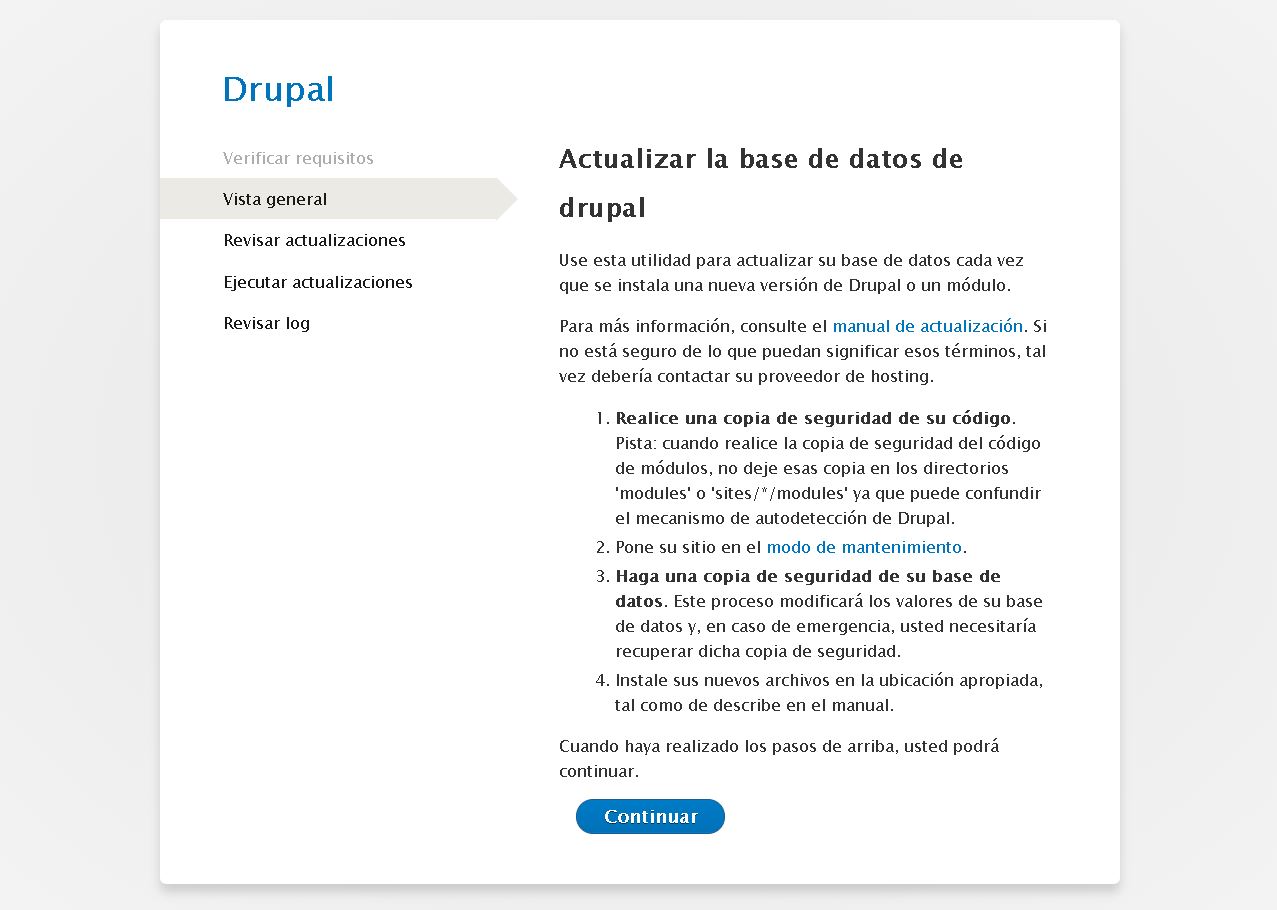 Drupal
Verificar requisitos
Vista general
Revisar actualizaciones
Ejecutar actualizaciones
Revisar log
Actualizar la base de datos de
drupal
Use esta utilidad para actualizar su base de datos cada vez
que se instala una nueva versión de Drupal o un módulo.
Para más información, consulte el manual de actualización. Si
no está seguro de lo que puedan significar esos términos, tal
vez debería contactar su proveedor de hosting.
1. Realice una copia de seguridad de su código.
Pista: cuando realice la copia de seguridad del código
de módulos, no deje esas copia en los directorios
'modules' o 'sites/*/modules' ya que puede confundir
el mecanismo de autodetección de Drupal.
2. Pone su sitio en el modo de mantenimiento.
3. Haga una copia de seguridad de su base de
datos. Este proceso modificará los valores de su base
de datos y, en caso de emergencia, usted necesitaría
recuperar dicha copia de seguridad.
4. Instale sus nuevos archivos en la ubicación apropiada,
tal como de describe en el manual.
Cuando haya realizado los pasos de arriba, usted podrá
continuar.
Continuar